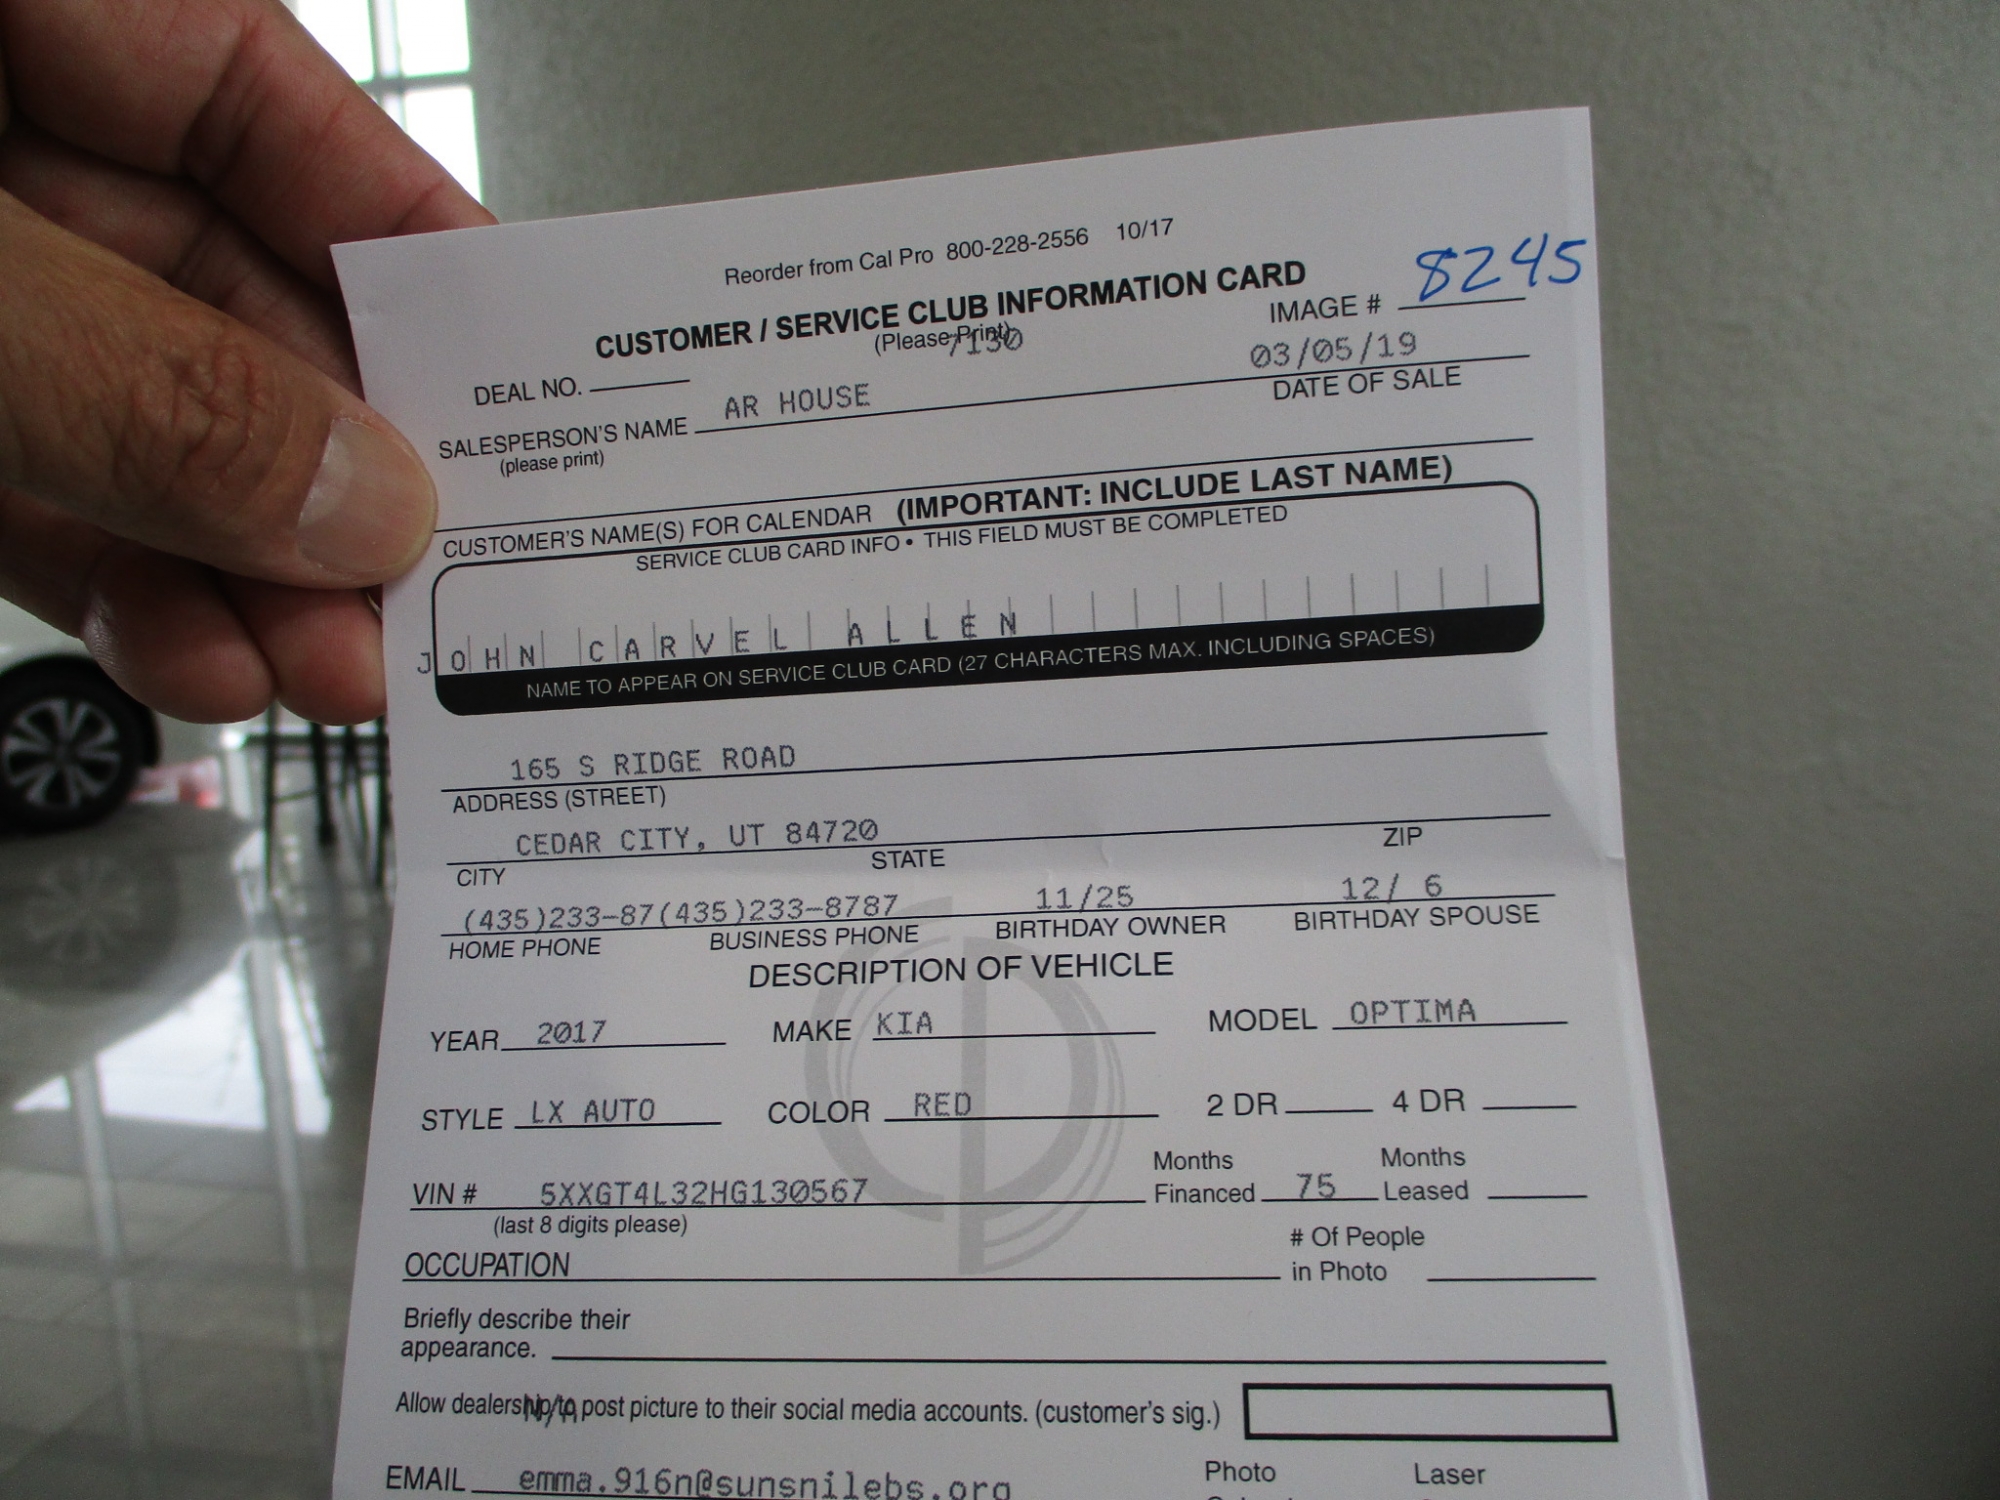 Reorder from Cal Pro 800-228-2556 10/17
CUSTOMER / SERVICE CLUB INFORMATION CARD
(Please Print) /130
IMAGE # 8245
DEAL NO.
03/05/19
DATE OF SALE
SALESPERSON'S NAME AR HOUSE
(please print)
CUSTOMER'S NAME(S) FOR CALENDAR (IMPORTANT: INCLUDE LAST NAME)
SERVICE CLUB CARD INFO • THIS FIELD MUST BE COMPLETED
JOHN CARVEL ALLEN
NAME TO APPEAR ON SERVICE CLUB CARD (27 CHARACTERS MAX. INCLUDING SPACES)
165 S RIDGE ROAD
ADDRESS (STREET)
CEDAR CITY, UT 84720
CITY STATE ZIP
(435)233-87(435)233-8787 11/25 12/ 6
HOME PHONE BUSINESS PHONE BIRTHDAY OWNER BIRTHDAY SPOUSE
DESCRIPTION OF VEHICLE
YEAR 2017 MAKE KIA MODEL OPTIMA
STYLE LX AUTO COLOR RED 2 DR 4 DR
VIN # 5XXGT4L32HG130567 Months Financed 75 Months Leased
(last 8 digits please)
OCCUPATION # Of People in Photo
Briefly describe their
appearance.
Allow dealership to post picture to their social media accounts. (customer's sig.)
N/A
EMAIL emma.916n@sunsnilebs.org Photo Laser